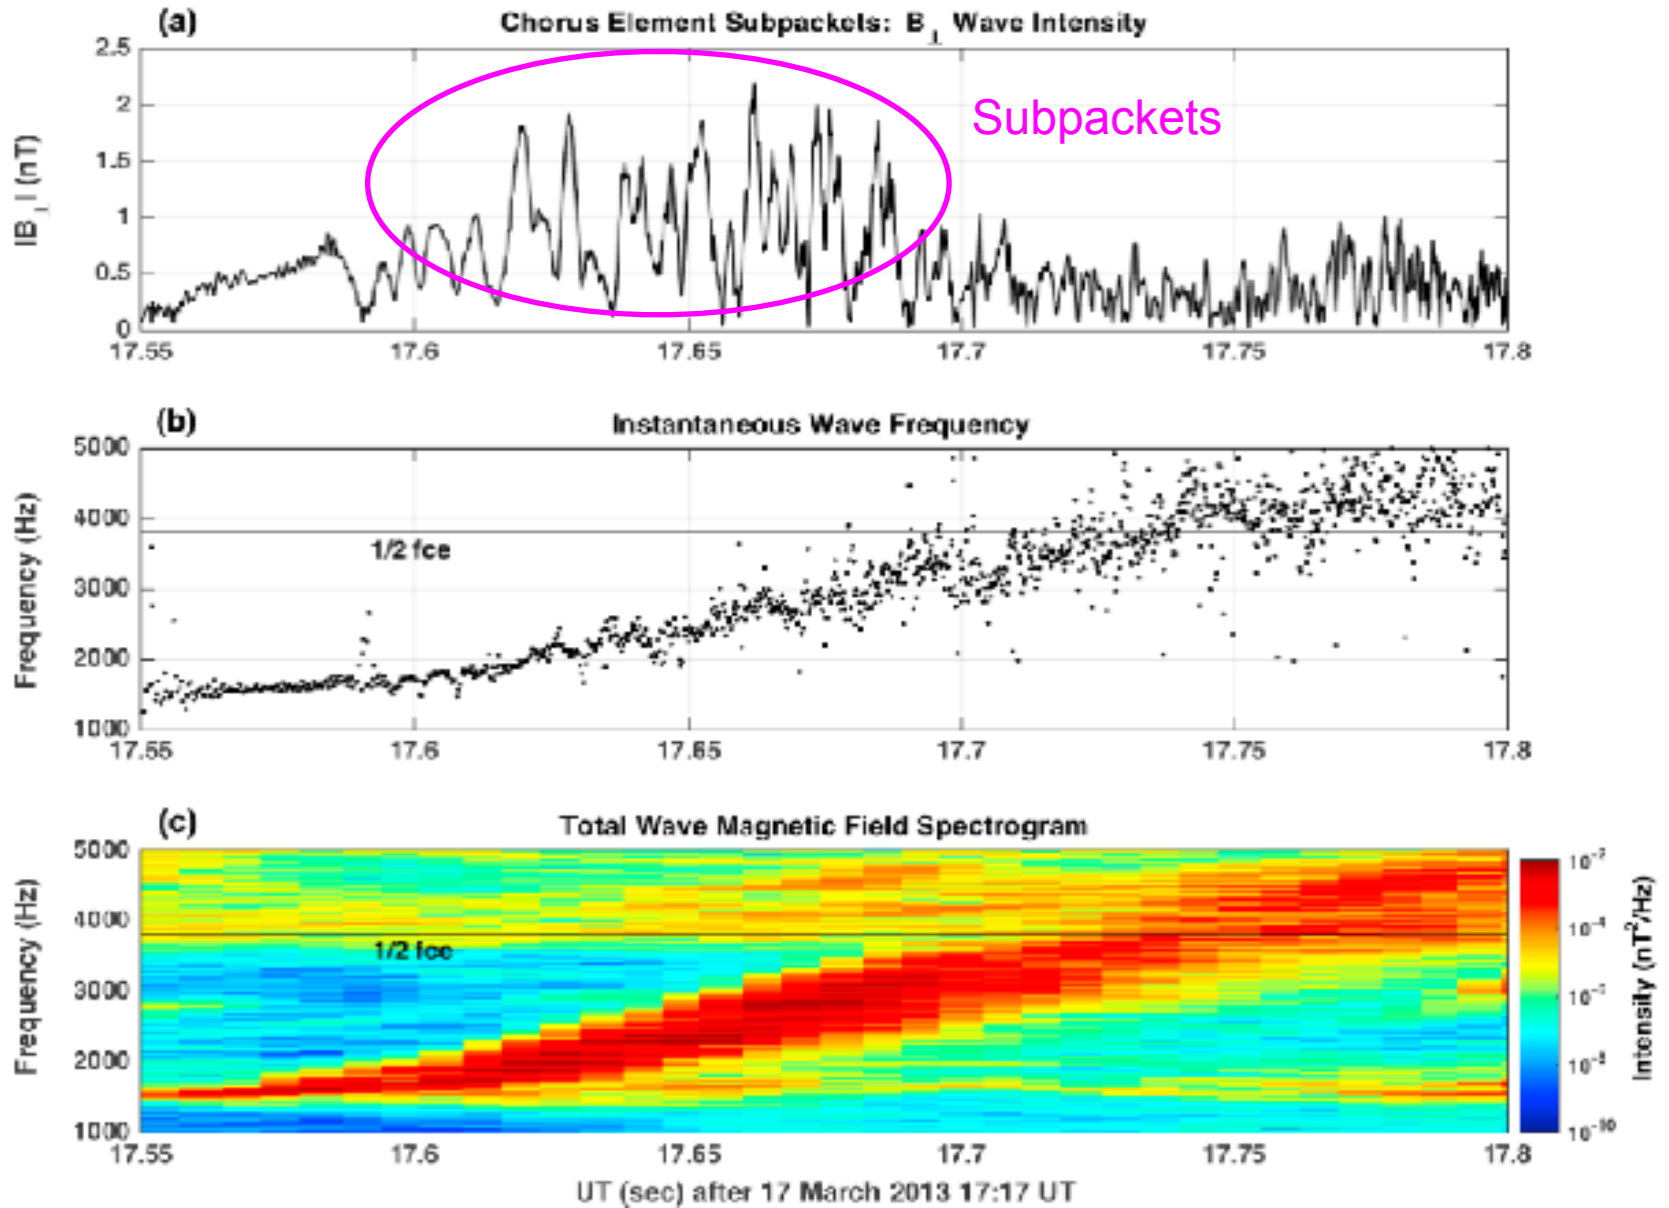 (a)
Chorus Element Subpackets: B⊥ Wave Intensity
Subpackets
|B⊥| (nT)
2.5
2
1.5
1
0.5
0
17.55 17.6 17.65 17.7 17.75 17.8
(b)
Instantaneous Wave Frequency
Frequency (Hz)
5000
4000
1/2 fce
3000
2000
1000
17.55 17.6 17.65 17.7 17.75 17.8
(c)
Total Wave Magnetic Field Spectrogram
Frequency (Hz)
5000
4000
1/2 fce
3000
2000
1000
17.55 17.6 17.65 17.7 17.75 17.8
UT (sec) after 17 March 2013 17:17 UT
10⁻⁴
10⁻¹⁰
Intensity (nT²/Hz)